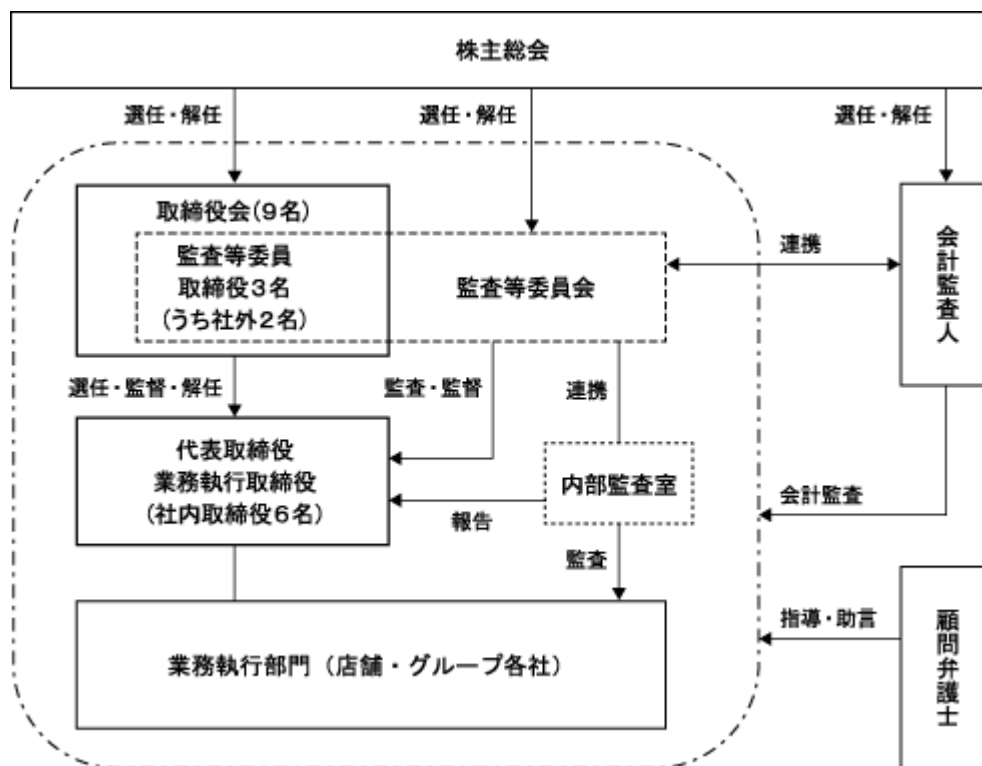 株主総会
選任・解任
選任・解任
選任・解任
取締役会(9名)
監査等委員
取締役3名
(うち社外2名)
監査等委員会
連携
会計監査人
選任・監督・解任
監査・監督
連携
代表取締役
業務執行取締役
(社内取締役6名)
内部監査室
報告
会計監査
監査
業務執行部門(店舗・グループ各社)
指導・助言
顧問弁護士